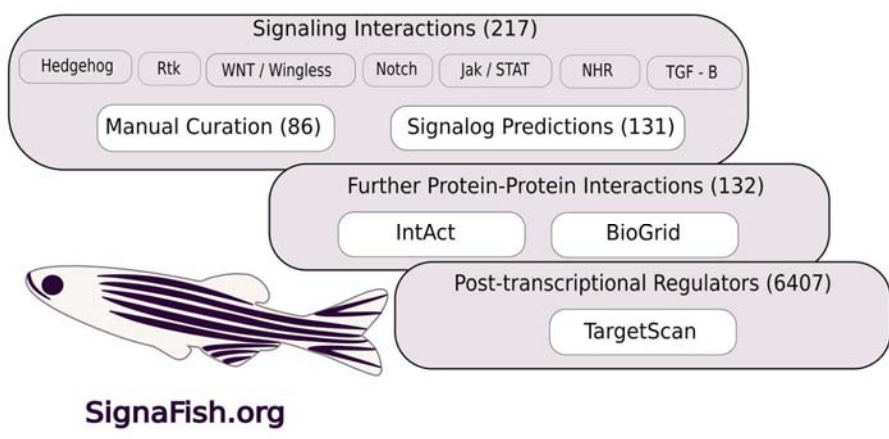 Signaling Interactions (217)
Hedgehog Rtk WNT / Wingless Notch Jak / STAT NHR TGF - B
Manual Curation (86) Signalog Predictions (131)
Further Protein-Protein Interactions (132)
IntAct BioGrid
Post-transcriptional Regulators (6407)
TargetScan
SignaFish.org